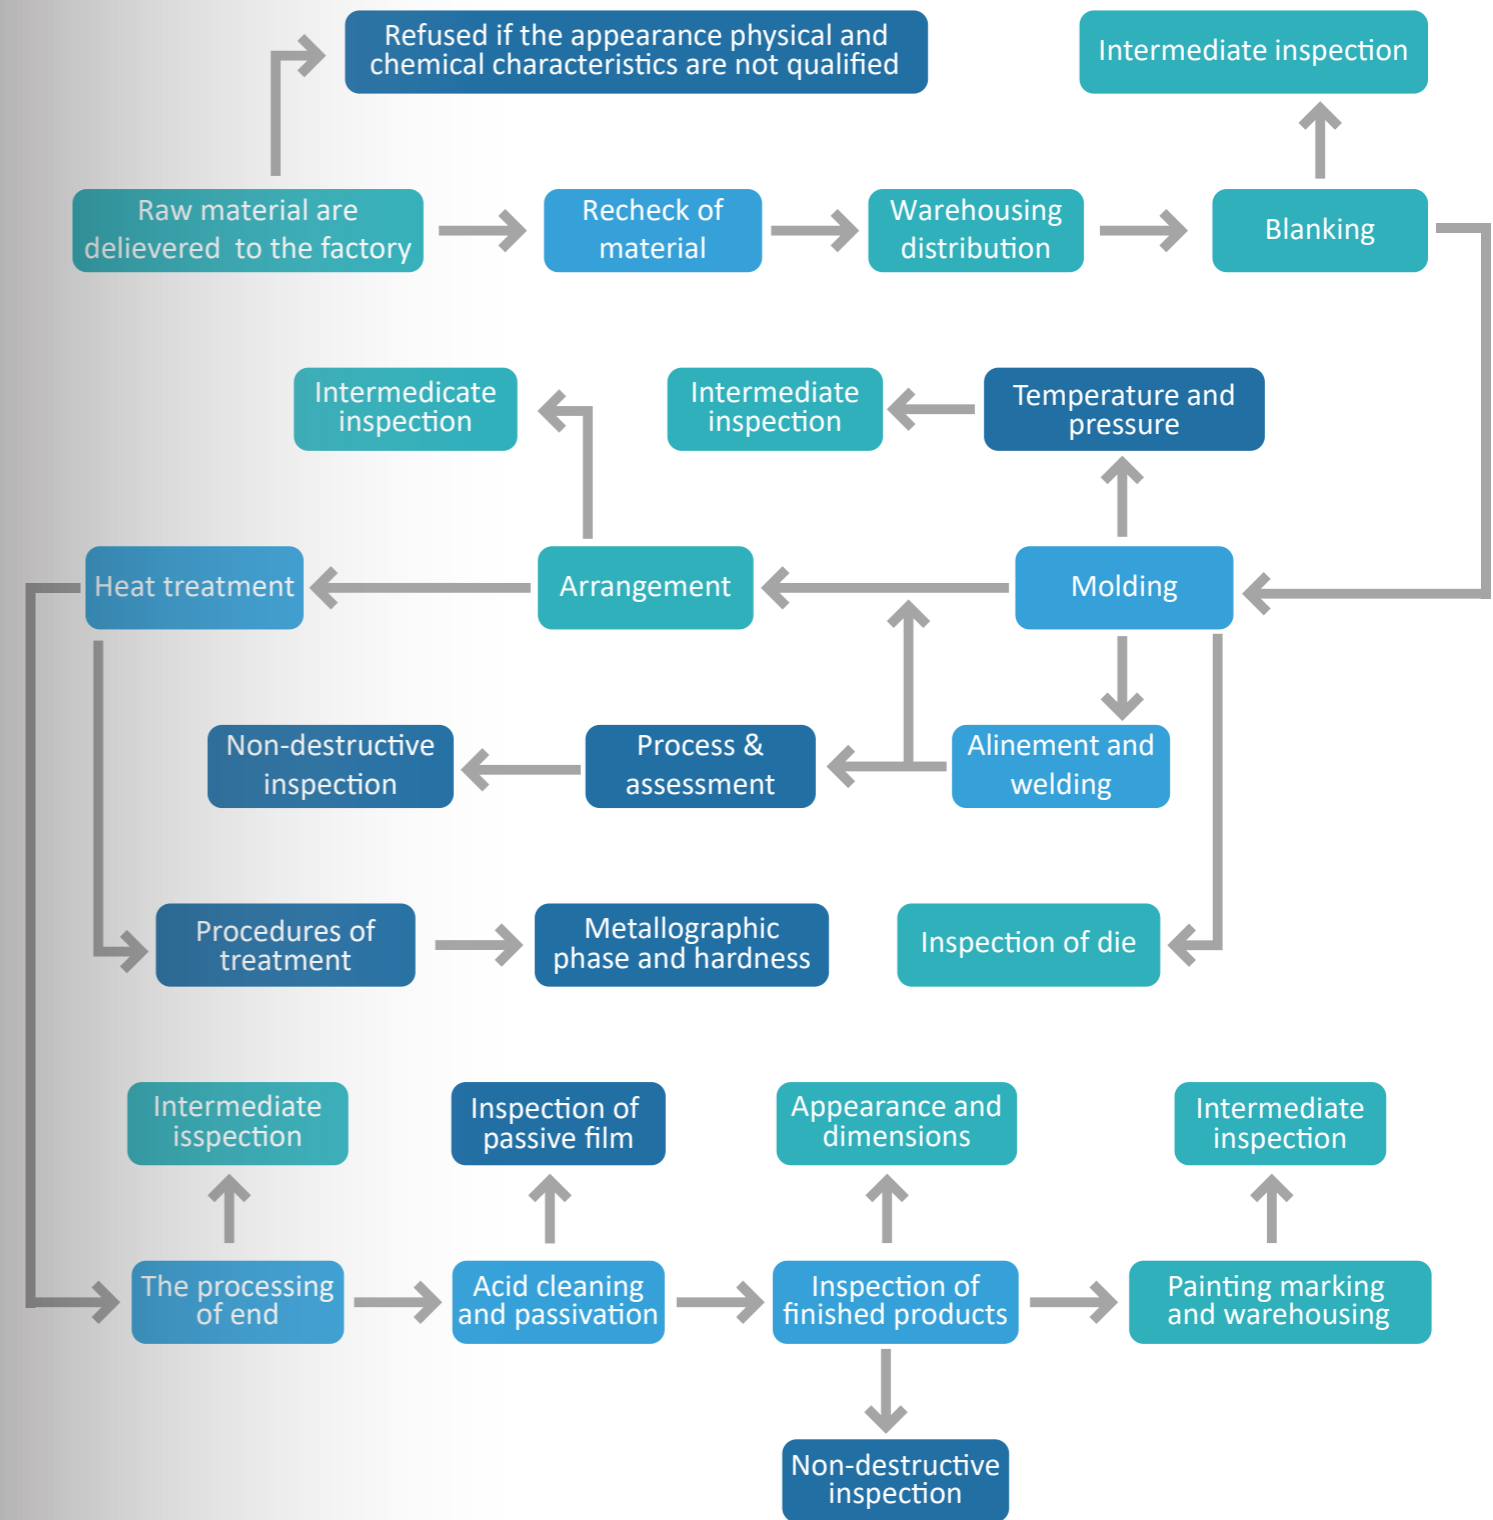 Refused if the appearance physical and
chemical characteristics are not qualified
Intermediate inspection
Raw material are
delievered to the factory
Recheck of
material
Warehousing
distribution
Blanking
Intermedicate
inspection
Intermediate
inspection
Temperature and
pressure
Heat treatment
Arrangement
Molding
Non-destructive
inspection
Process &
assessment
Alinement and
welding
Procedures of
treatment
Metallographic
phase and hardness
Inspection of die
Intermediate
isspection
Inspection of
passive film
Appearance and
dimensions
Intermediate
inspection
The processing
of end
Acid cleaning
and passivation
Inspection of
finished products
Painting marking
and warehousing
Non-destructive
inspection